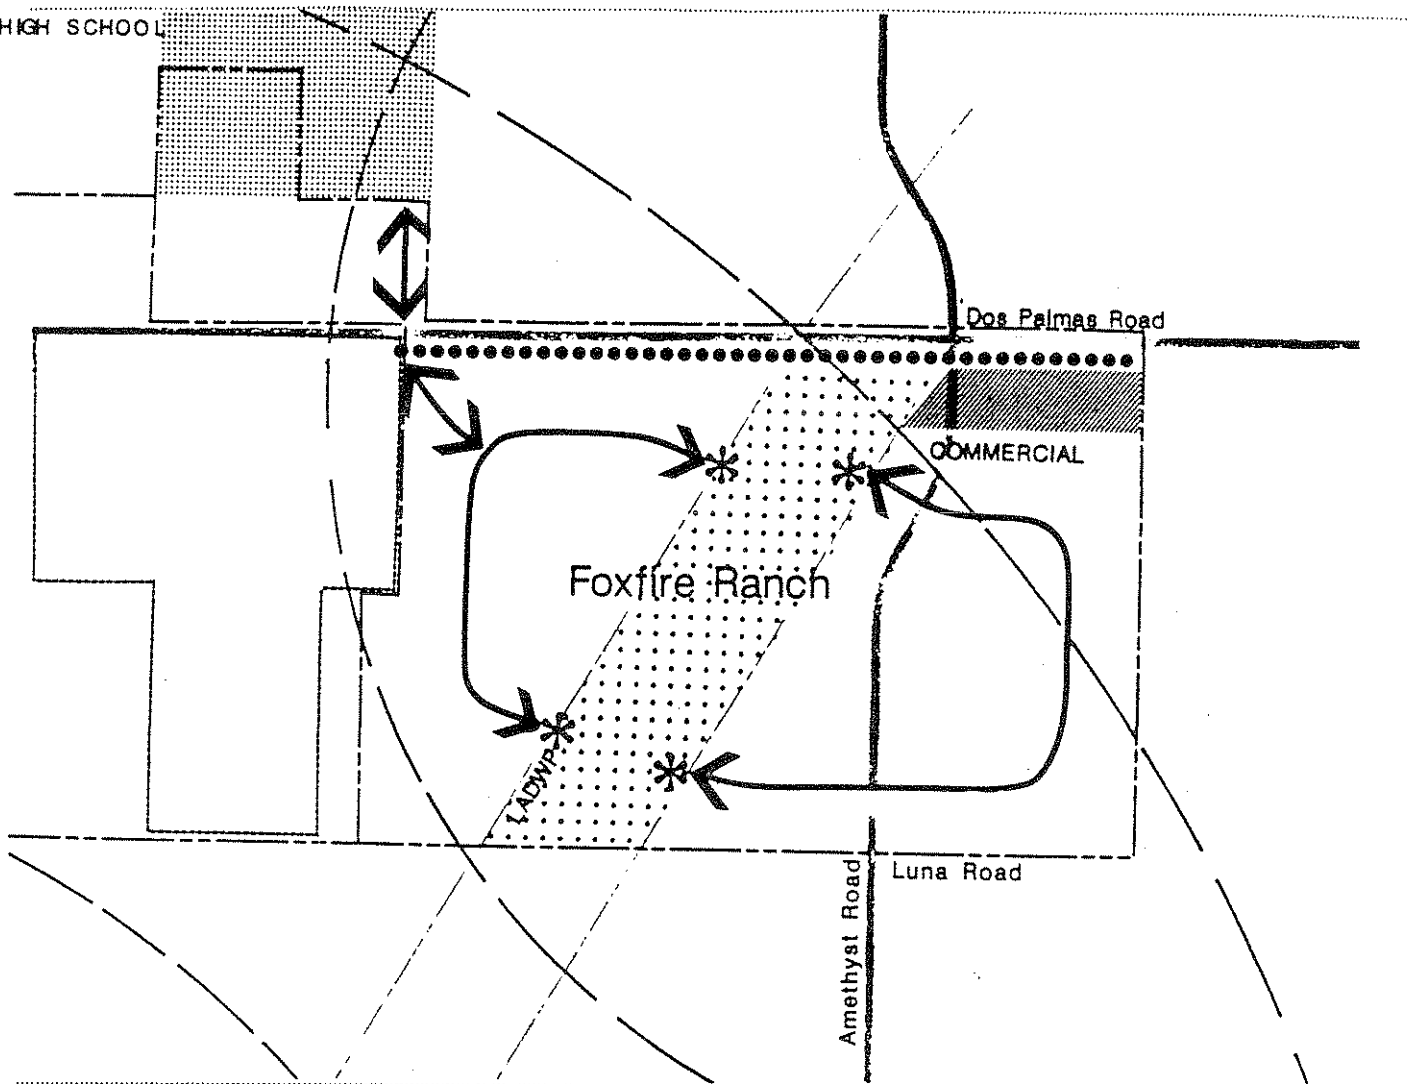 HIGH SCHOOL
Dos Palmas Road
COMMERCIAL
Foxfire Ranch
LADWP
Luna Road
Amethyst Road